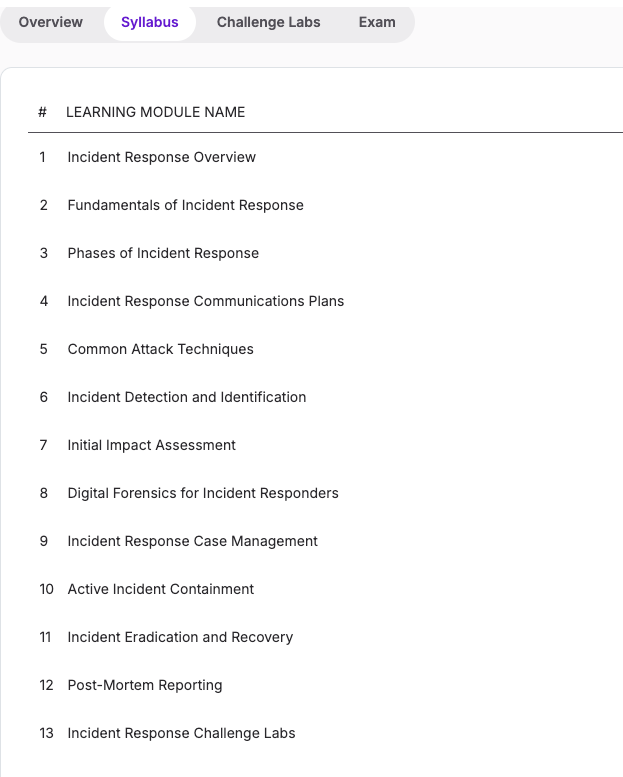 Overview Syllabus Challenge Labs Exam
# LEARNING MODULE NAME
1 Incident Response Overview
2 Fundamentals of Incident Response
3 Phases of Incident Response
4 Incident Response Communications Plans
5 Common Attack Techniques
6 Incident Detection and Identification
7 Initial Impact Assessment
8 Digital Forensics for Incident Responders
9 Incident Response Case Management
10 Active Incident Containment
11 Incident Eradication and Recovery
12 Post-Mortem Reporting
13 Incident Response Challenge Labs